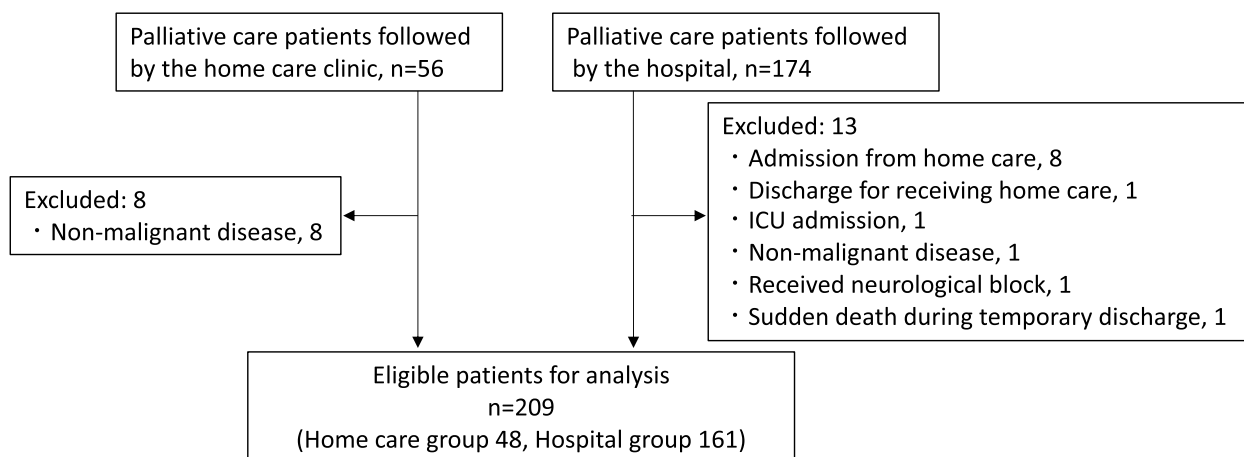 Palliative care patients followed
by the home care clinic, n=56
Palliative care patients followed
by the hospital, n=174
Excluded: 8
・Non-malignant disease, 8
Excluded: 13
・Admission from home care, 8
・Discharge for receiving home care, 1
・ICU admission, 1
・Non-malignant disease, 1
・Received neurological block, 1
・Sudden death during temporary discharge, 1
Eligible patients for analysis
n=209
(Home care group 48, Hospital group 161)